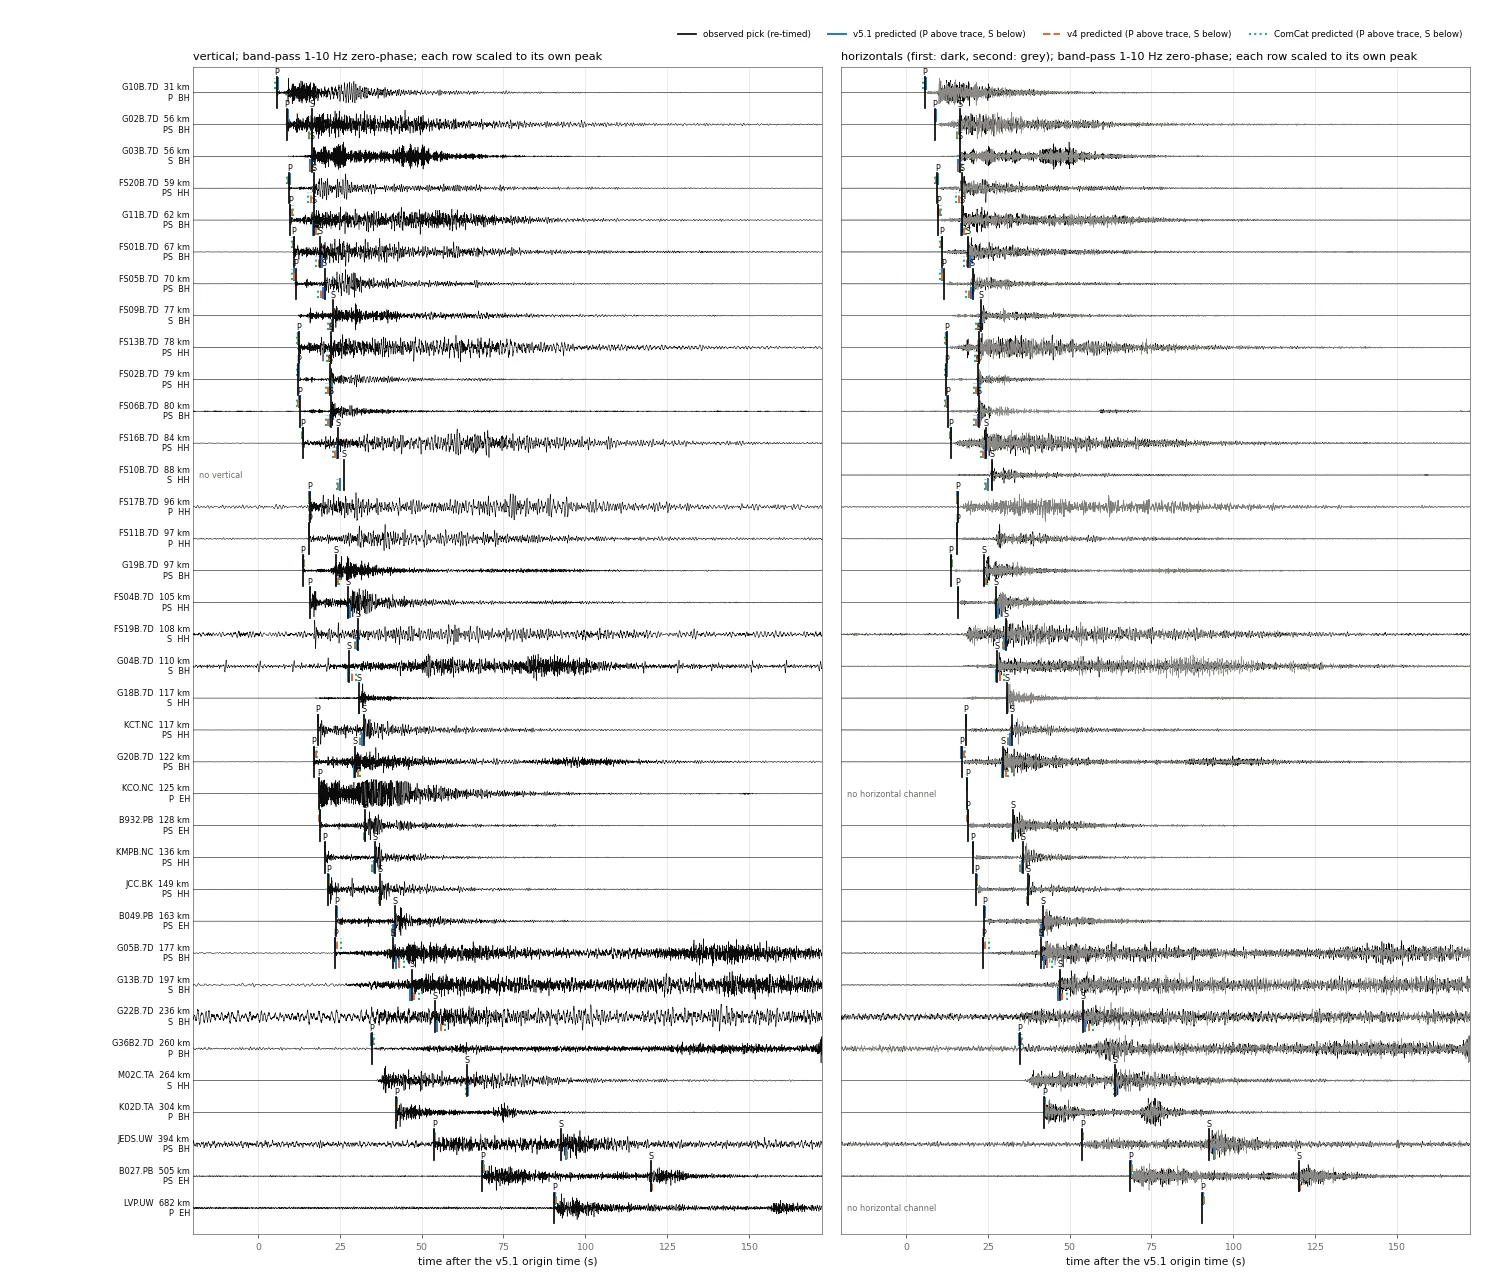 observed pick (re-timed) v5.1 predicted (P above trace, S below) v4 predicted (P above trace, S below) ComCat predicted (P above trace, S below)
vertical; band-pass 1-10 Hz zero-phase; each row scaled to its own peak
horizontals (first: dark, second: grey); band-pass 1-10 Hz zero-phase; each row scaled to its own peak
G10B.7D 31 km
P BH
G02B.7D 56 km
PS BH
G03B.7D 56 km
S BH
FS20B.7D 59 km
PS HH
G11B.7D 62 km
PS BH
FS01B.7D 67 km
PS BH
FS05B.7D 70 km
PS BH
FS09B.7D 77 km
S BH
FS13B.7D 78 km
PS HH
FS02B.7D 79 km
PS HH
FS06B.7D 80 km
PS BH
FS16B.7D 84 km
PS HH
FS10B.7D 88 km
S HH
no vertical
FS17B.7D 96 km
P HH
FS11B.7D 97 km
P HH
G19B.7D 97 km
PS BH
FS04B.7D 105 km
PS HH
FS19B.7D 108 km
S HH
G04B.7D 110 km
S BH
G18B.7D 117 km
S HH
KCT.NC 117 km
PS HH
G20B.7D 122 km
PS BH
KCO.NC 125 km
P EH
no horizontal channel
B932.PB 128 km
PS EH
KMPB.NC 136 km
PS HH
JCC.BK 149 km
PS HH
B049.PB 163 km
PS EH
G05B.7D 177 km
PS BH
G13B.7D 197 km
S BH
G22B.7D 236 km
S BH
G36B2.7D 260 km
P BH
M02C.TA 264 km
S HH
K02D.TA 304 km
P BH
JEDS.UW 394 km
PS BH
B027.PB 505 km
PS EH
LVP.UW 682 km
P EH
no horizontal channel
0 25 50 75 100 125 150
0 25 50 75 100 125 150
time after the v5.1 origin time (s)
time after the v5.1 origin time (s)